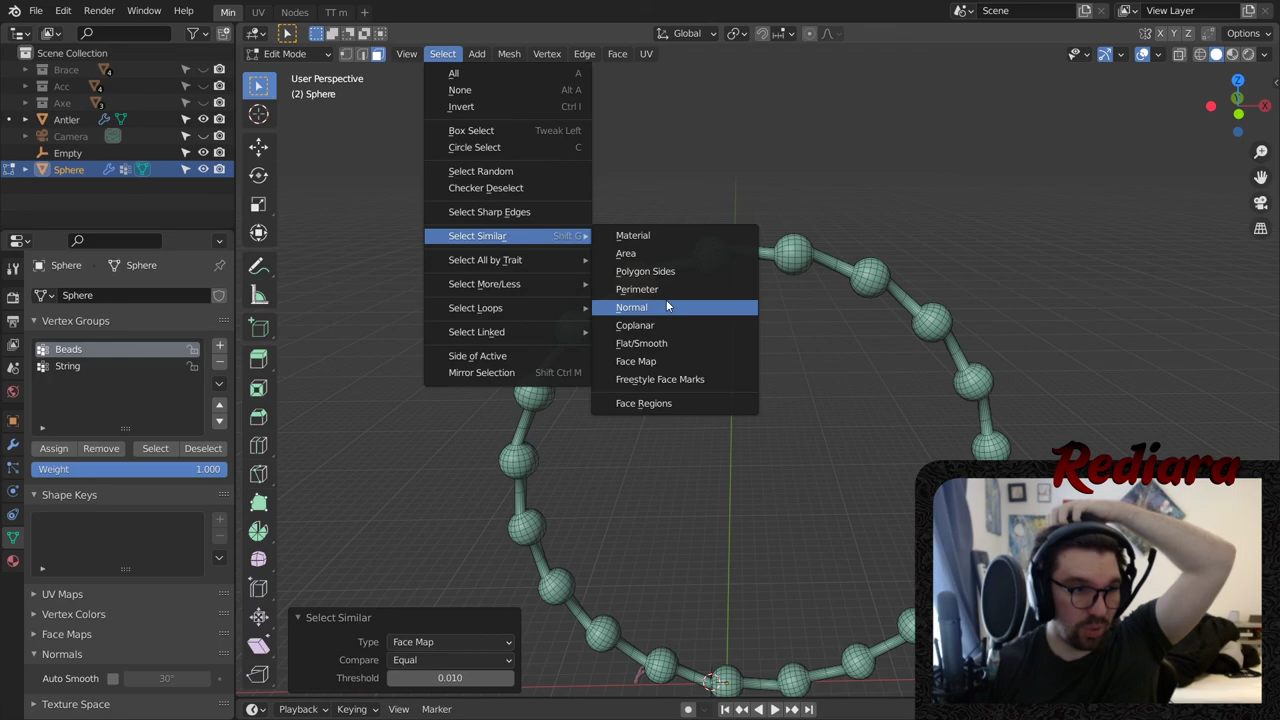 File Edit Render Window Help Min UV Nodes TT m + Scene View Layer
Global Options
Edit Mode View Select Add Mesh Vertex Edge Face UV X Y Z
Scene Collection
Brace 4
Acc 4
Axe 3
Antler
Camera
Empty
Sphere
User Perspective
(2) Sphere
All A
None Alt A
Invert Ctrl I
Box Select Tweak Left
Circle Select C
Select Random
Checker Deselect
Select Sharp Edges
Select Similar Shift G
Select All by Trait
Select More/Less
Select Loops
Select Linked
Side of Active
Mirror Selection Shift Ctrl M
Material
Area
Polygon Sides
Perimeter
Normal
Coplanar
Flat/Smooth
Face Map
Freestyle Face Marks
Face Regions
Z
Y
Sphere Sphere
Sphere
Vertex Groups
Beads
String
Assign Remove Select Deselect
Weight 1.000
Shape Keys
UV Maps
Vertex Colors
Face Maps
Normals
Auto Smooth 30°
Texture Space
Select Similar
Type Face Map
Compare Equal
Threshold 0.010
Rediara
Playback Keying View Marker